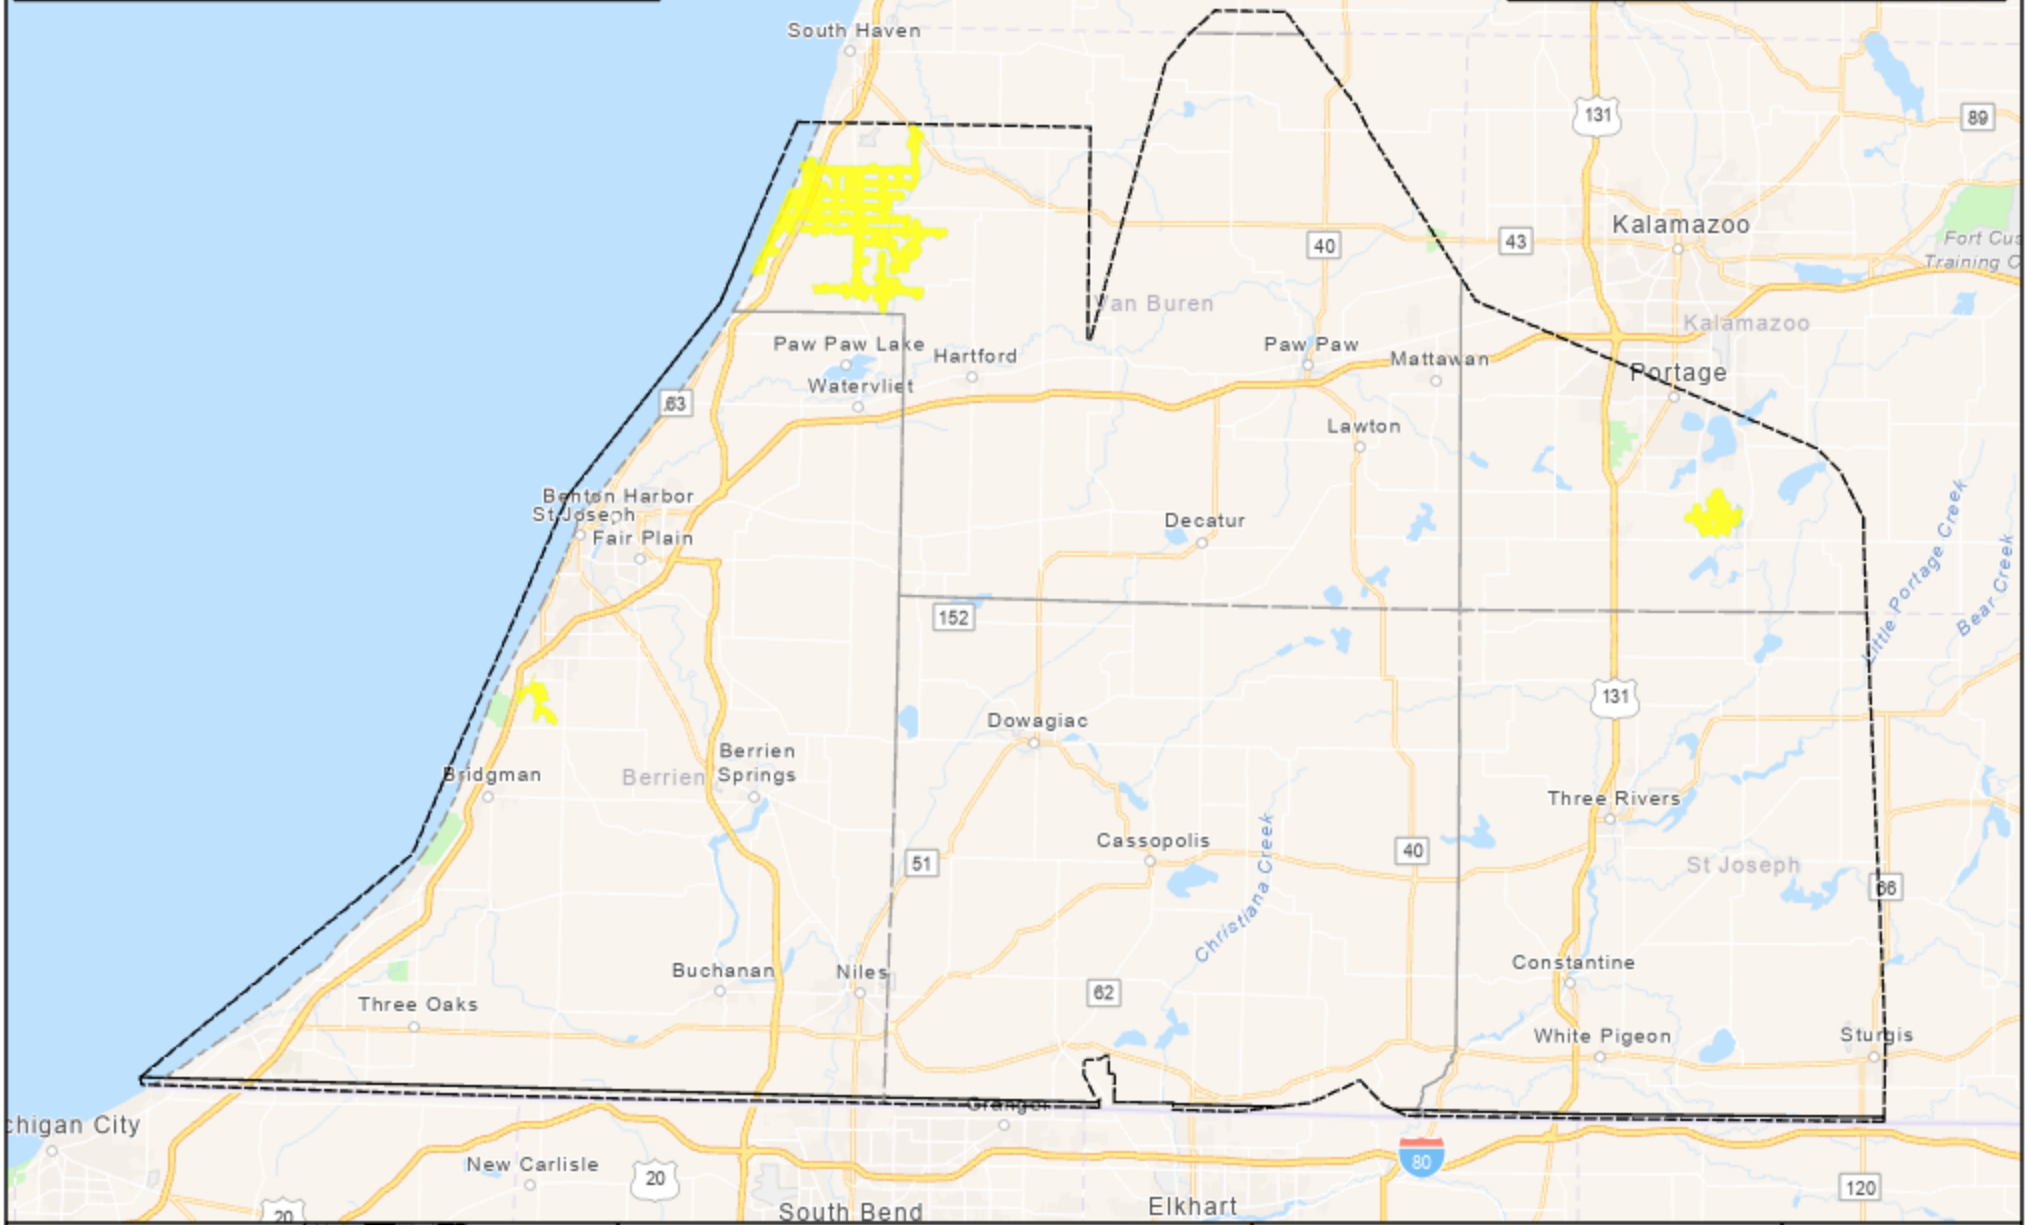 South Haven
131
89
Kalamazoo
40
43
Fort Cus
Training C
Van Buren
Kalamazoo
Paw Paw Lake
Hartford
Paw Paw
Mattawan
Portage
Watervliet
63
Lawton
Benton Harbor
St Joseph
Fair Plain
Decatur
Little Portage Creek
Bear Creek
152
131
Dowagiac
Berrien
Springs
Bridgman
Berrien
Three Rivers
Cassopolis
40
51
St Joseph
66
Christiana Creek
Buchanan
Niles
Constantine
62
Three Oaks
White Pigeon
Sturgis
Granger
chigan City
80
New Carlisle
20
120
Elkhart
South Bend
20